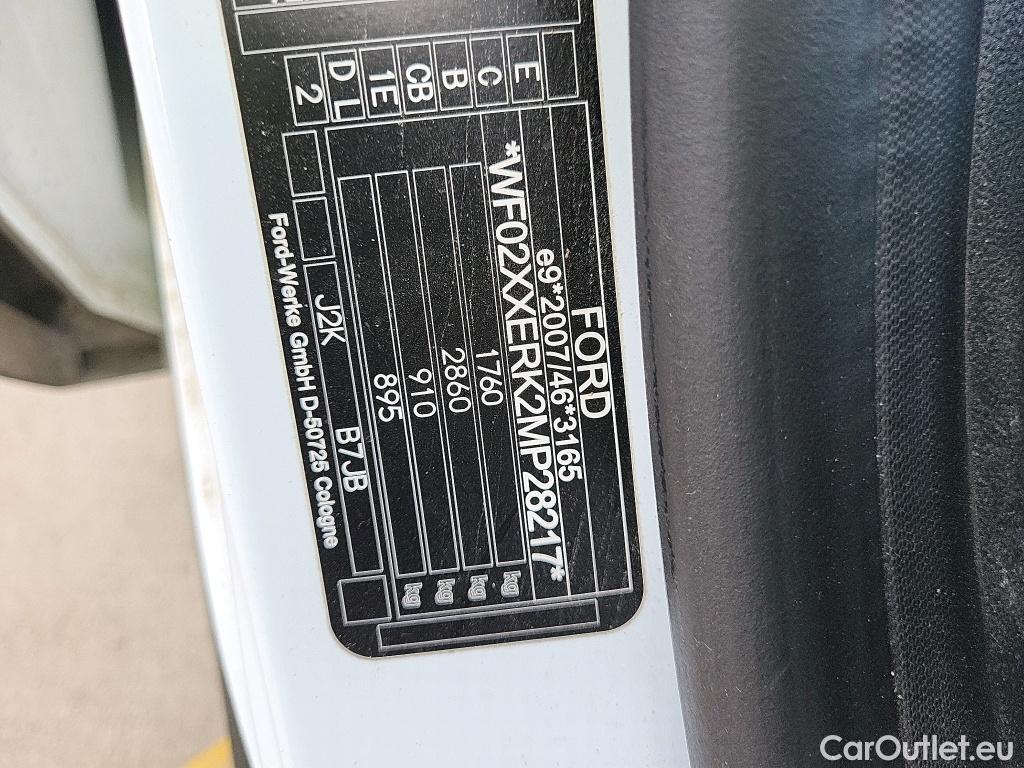 FORD
e9*2007/46*3165
*WF02XXERK2MP28217*
1760 kg
2860 kg
910 kg
895 kg
E
C
B
CB
1E
D L
2
J2K B7JB
Ford-Werke GmbH D-50725 Cologne
CarOutlet.eu